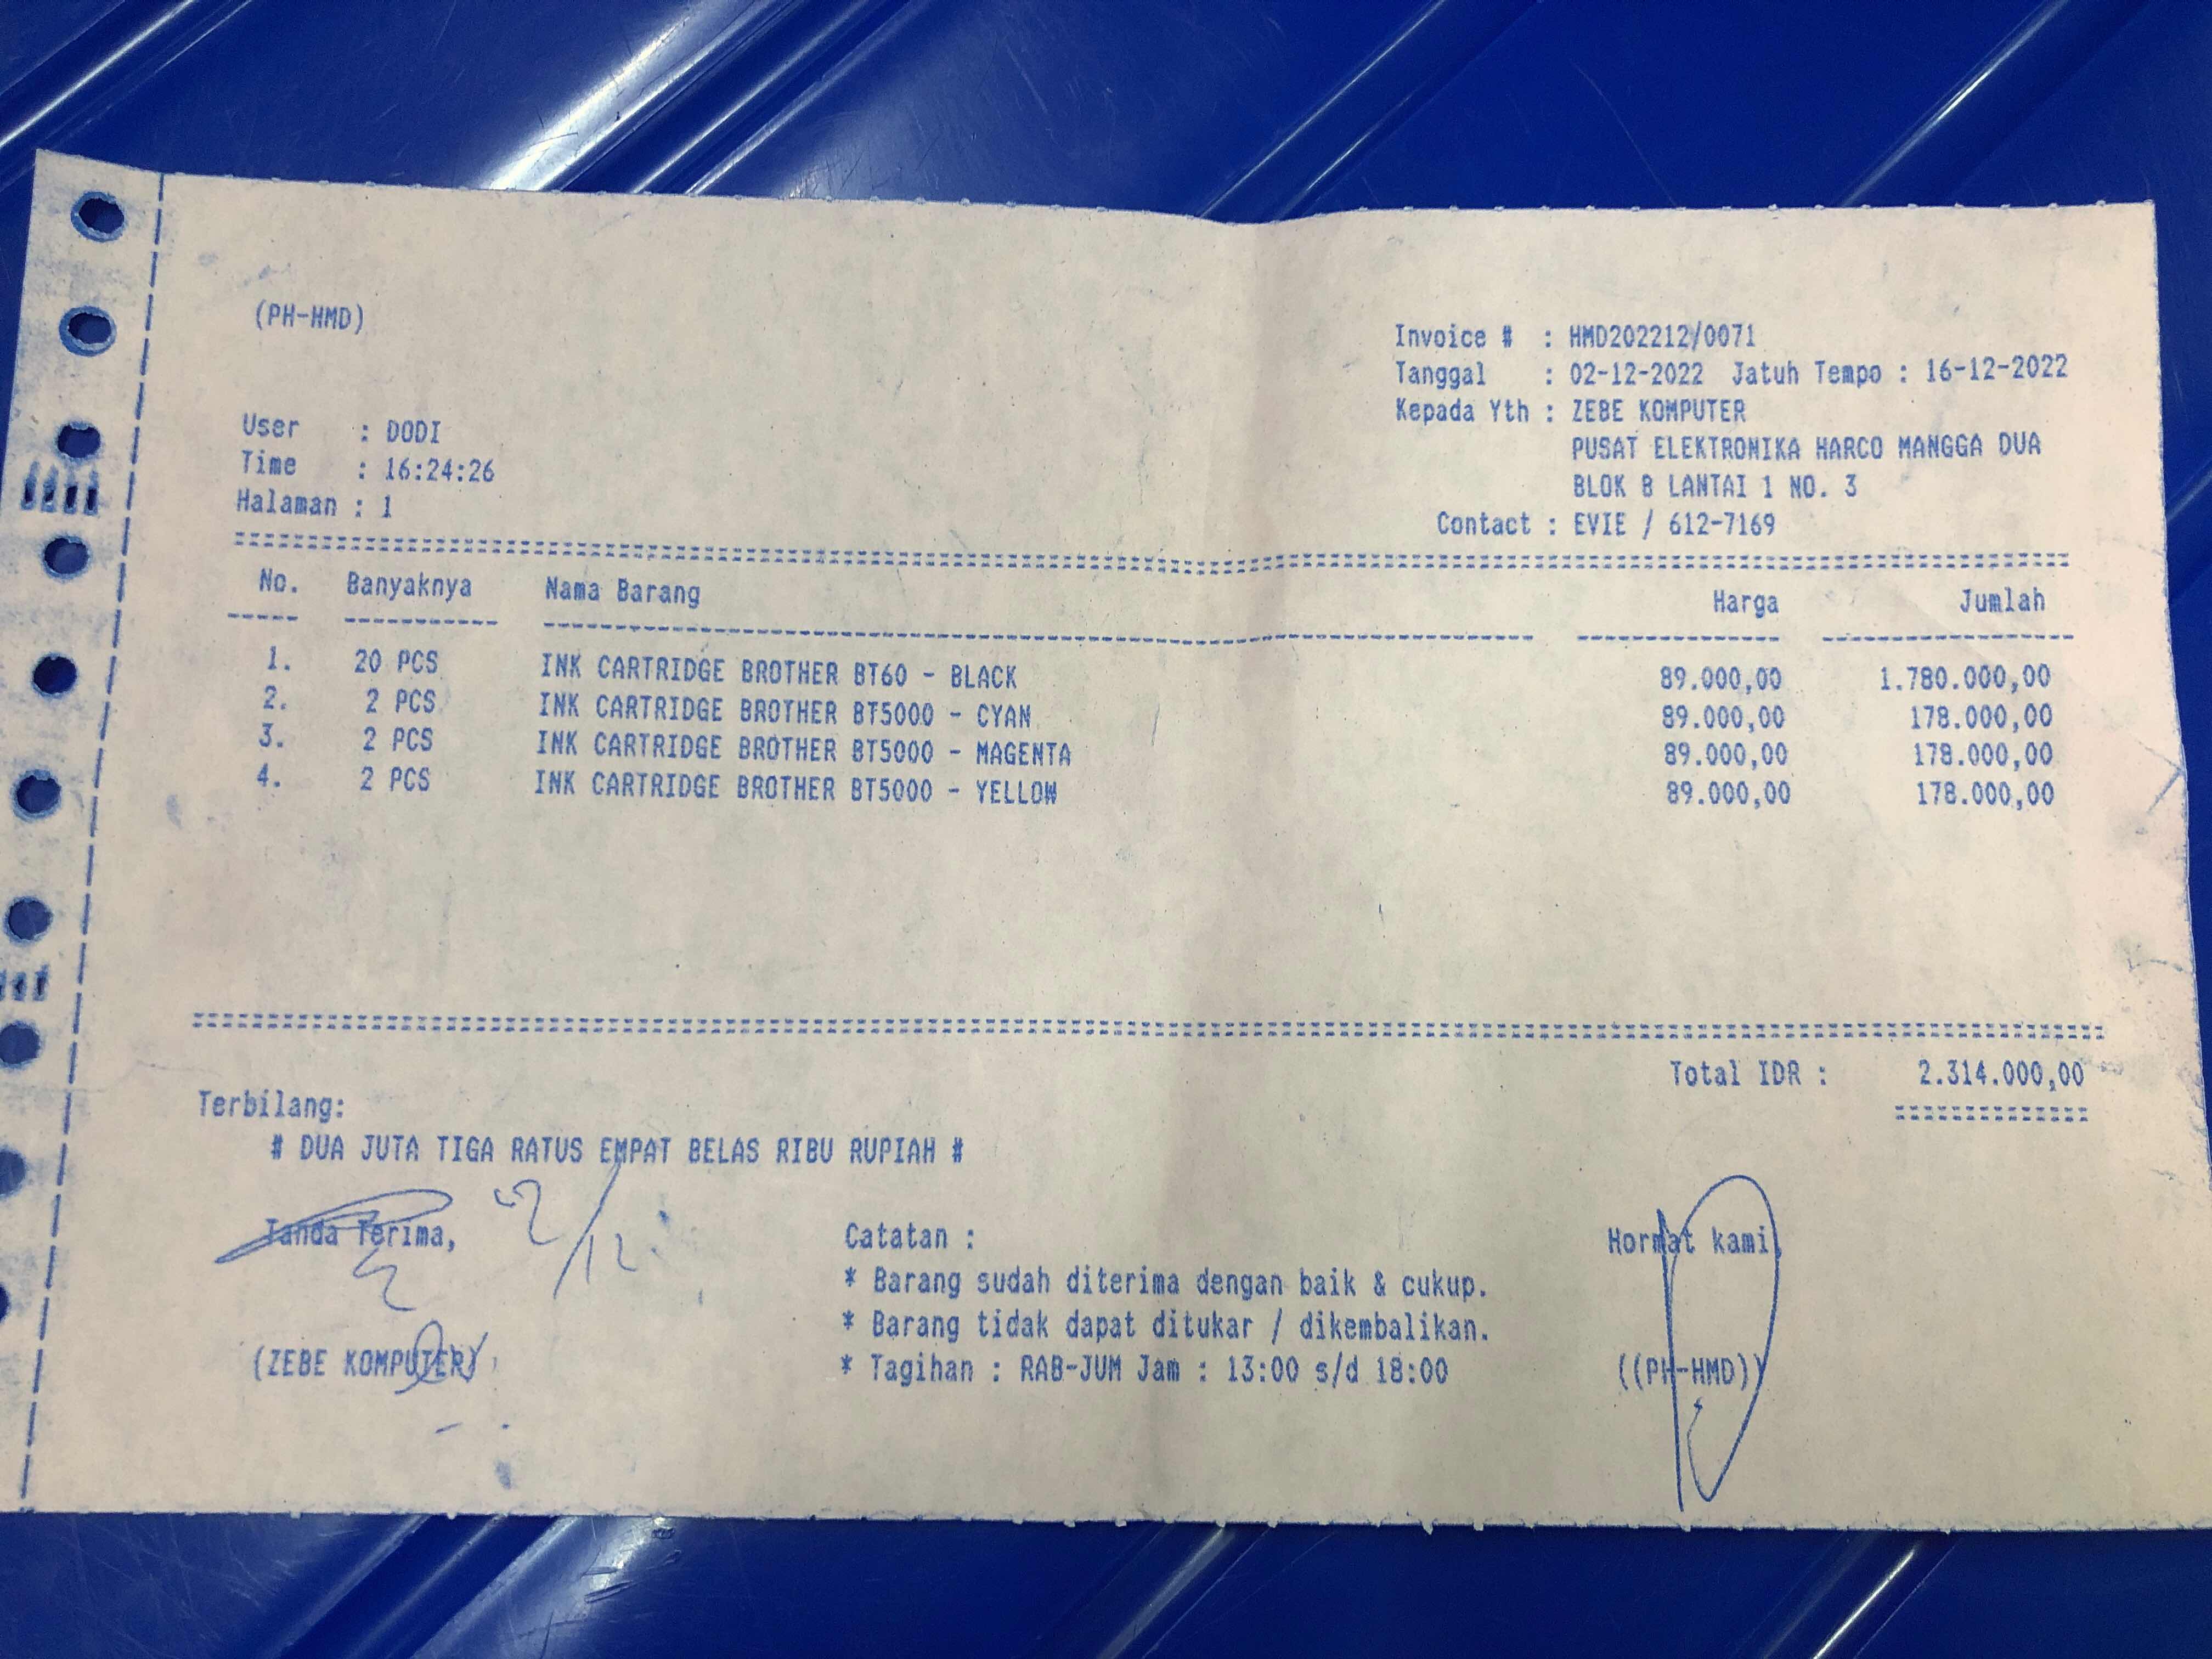 (PH-HMD)
Invoice # : HMD202212/0071
Tanggal : 02-12-2022 Jatuh Tempo : 16-12-2022
Kepada Yth : ZEBE KOMPUTER
PUSAT ELEKTRONIKA HARCO MANGGA DUA
BLOK B LANTAI 1 NO. 3
Contact : EVIE / 612-7169
User : DODI
Time : 16:24:26
Halaman : 1
No. Banyaknya Nama Barang Harga Jumlah
1. 20 PCS INK CARTRIDGE BROTHER BT60 - BLACK 89.000,00 1.780.000,00
2. 2 PCS INK CARTRIDGE BROTHER BT5000 - CYAN 89.000,00 178.000,00
3. 2 PCS INK CARTRIDGE BROTHER BT5000 - MAGENTA 89.000,00 178.000,00
4. 2 PCS INK CARTRIDGE BROTHER BT5000 - YELLOW 89.000,00 178.000,00
Total IDR : 2.314.000,00
Terbilang:
# DUA JUTA TIGA RATUS EMPAT BELAS RIBU RUPIAH #
Tanda Terima,
2/12
Catatan :
* Barang sudah diterima dengan baik & cukup.
* Barang tidak dapat ditukar / dikembalikan.
* Tagihan : RAB-JUM Jam : 13:00 s/d 18:00
Hormat kami,
(ZEBE KOMPUTER)
((PH-HMD))